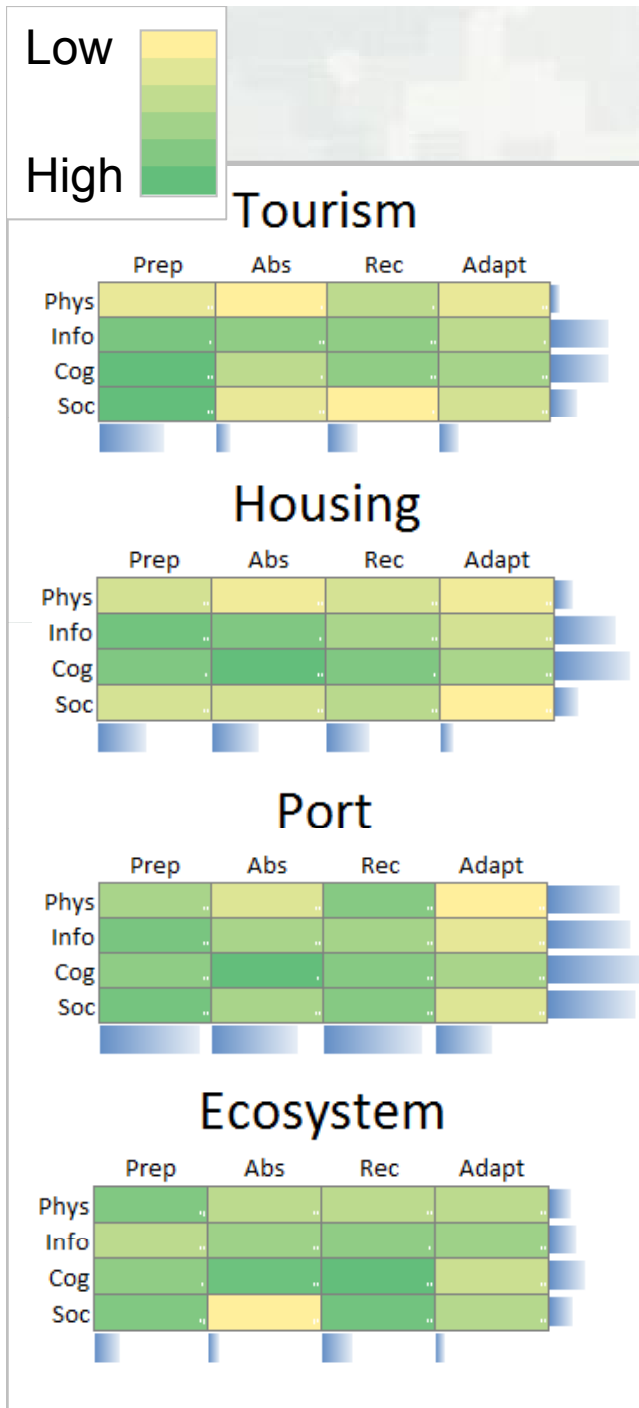 Low
High
Tourism
Prep Abs Rec Adapt
Phys
Info
Cog
Soc
Housing
Prep Abs Rec Adapt
Phys
Info
Cog
Soc
Port
Prep Abs Rec Adapt
Phys
Info
Cog
Soc
Ecosystem
Prep Abs Rec Adapt
Phys
Info
Cog
Soc